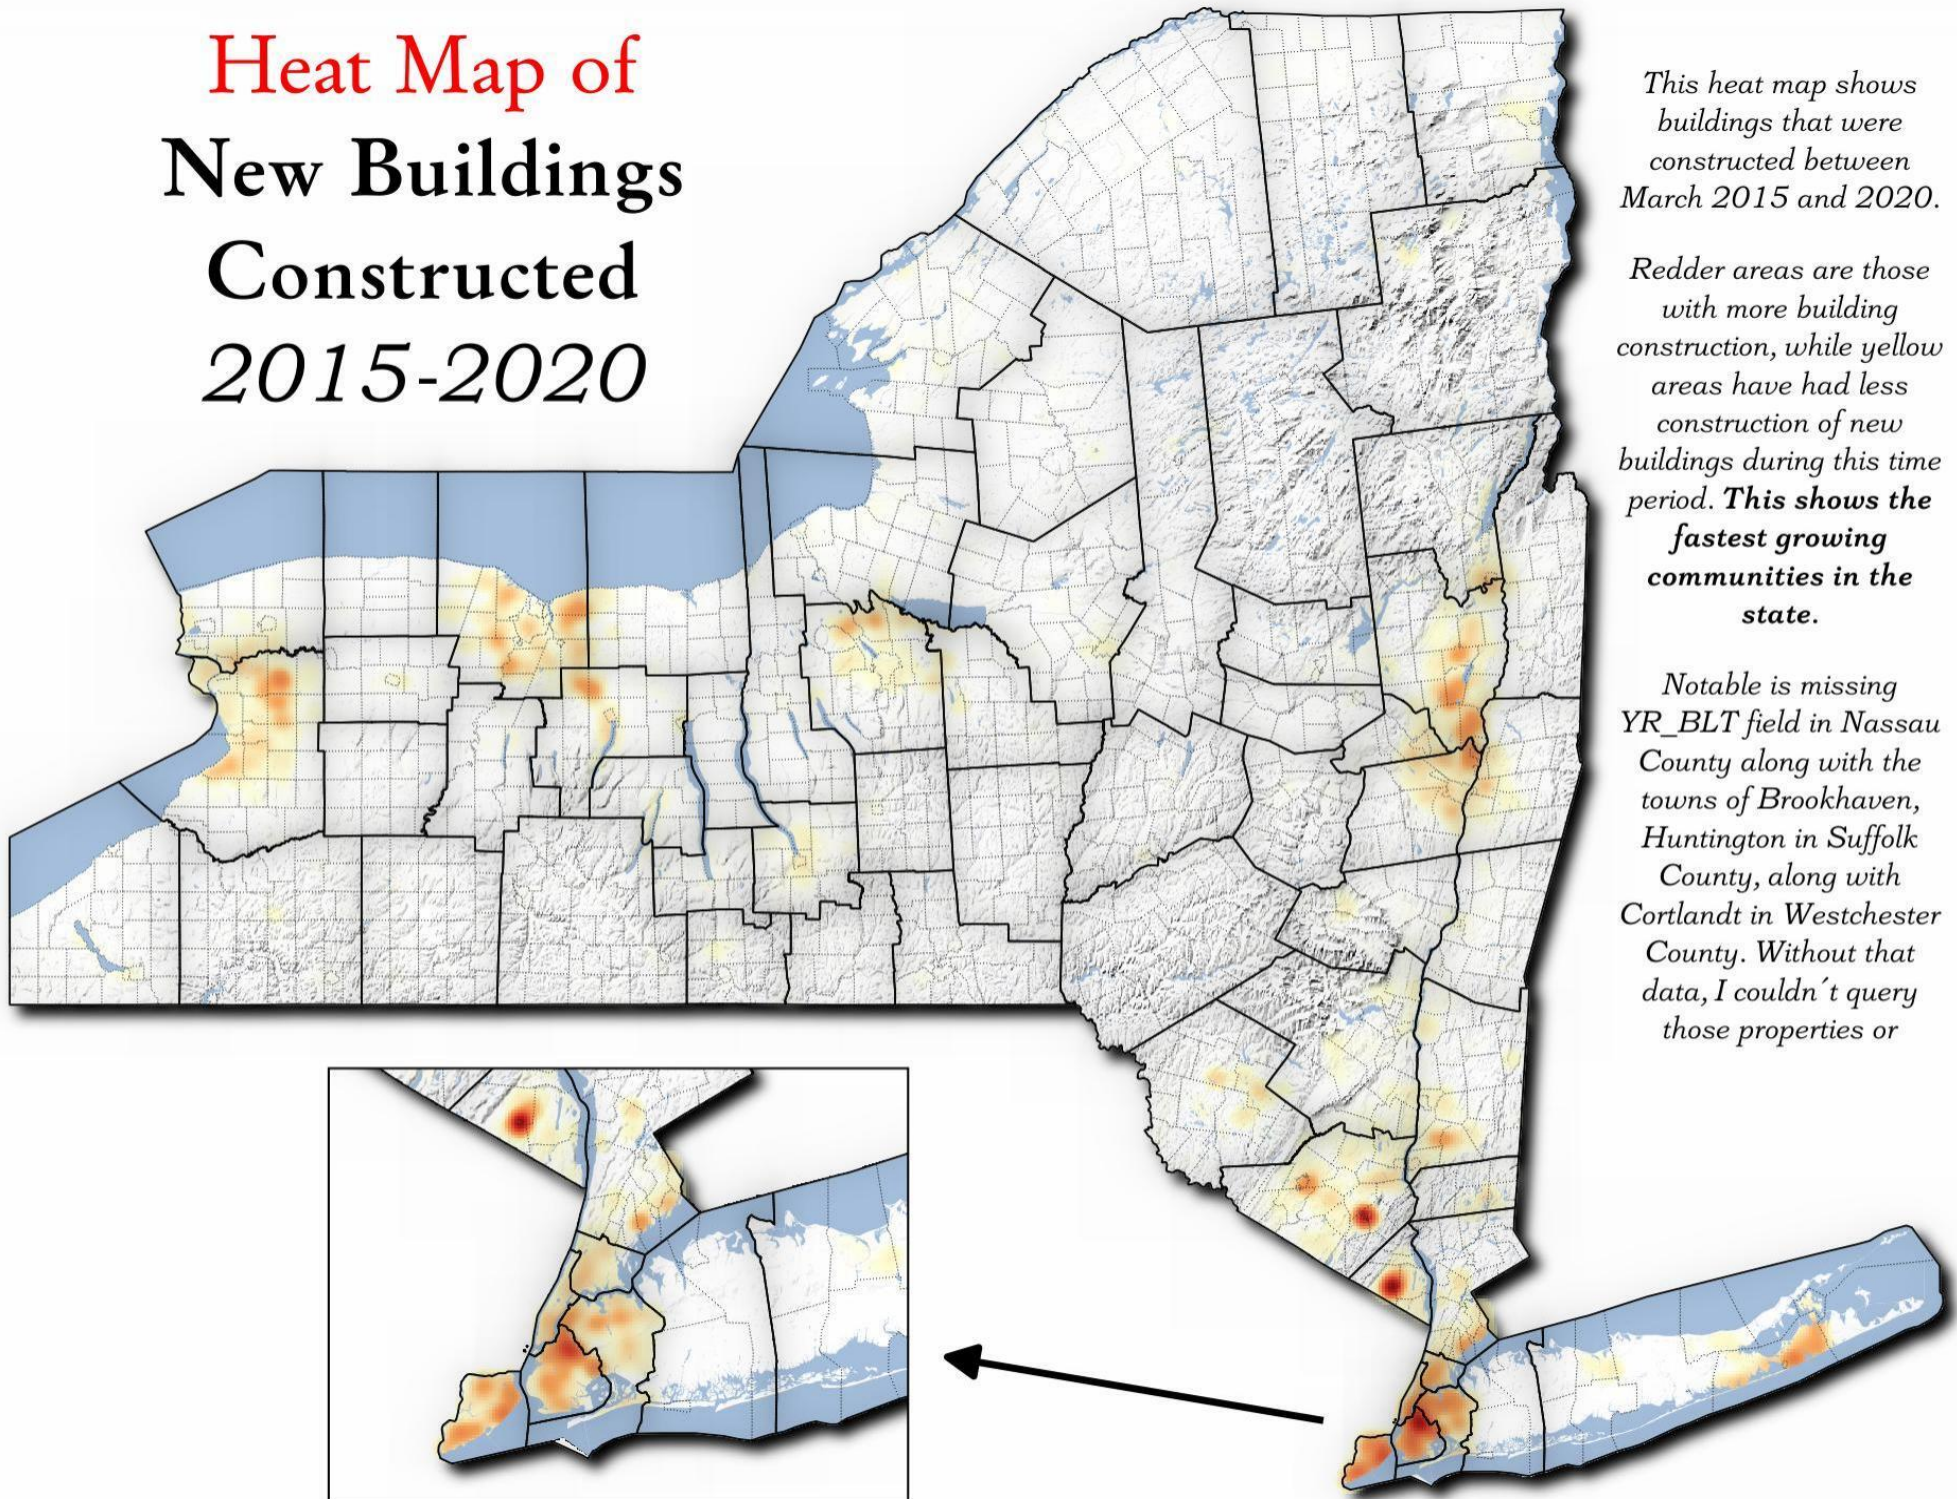 Heat Map of
New Buildings
Constructed
2015-2020
This heat map shows
buildings that were
constructed between
March 2015 and 2020.
Redder areas are those
with more building
construction, while yellow
areas have had less
construction of new
buildings during this time
period. This shows the
fastest growing
communities in the
state.
Notable is missing
YR_BLT field in Nassau
County along with the
towns of Brookhaven,
Huntington in Suffolk
County, along with
Cortlandt in Westchester
County. Without that
data, I couldn´t query
those properties or